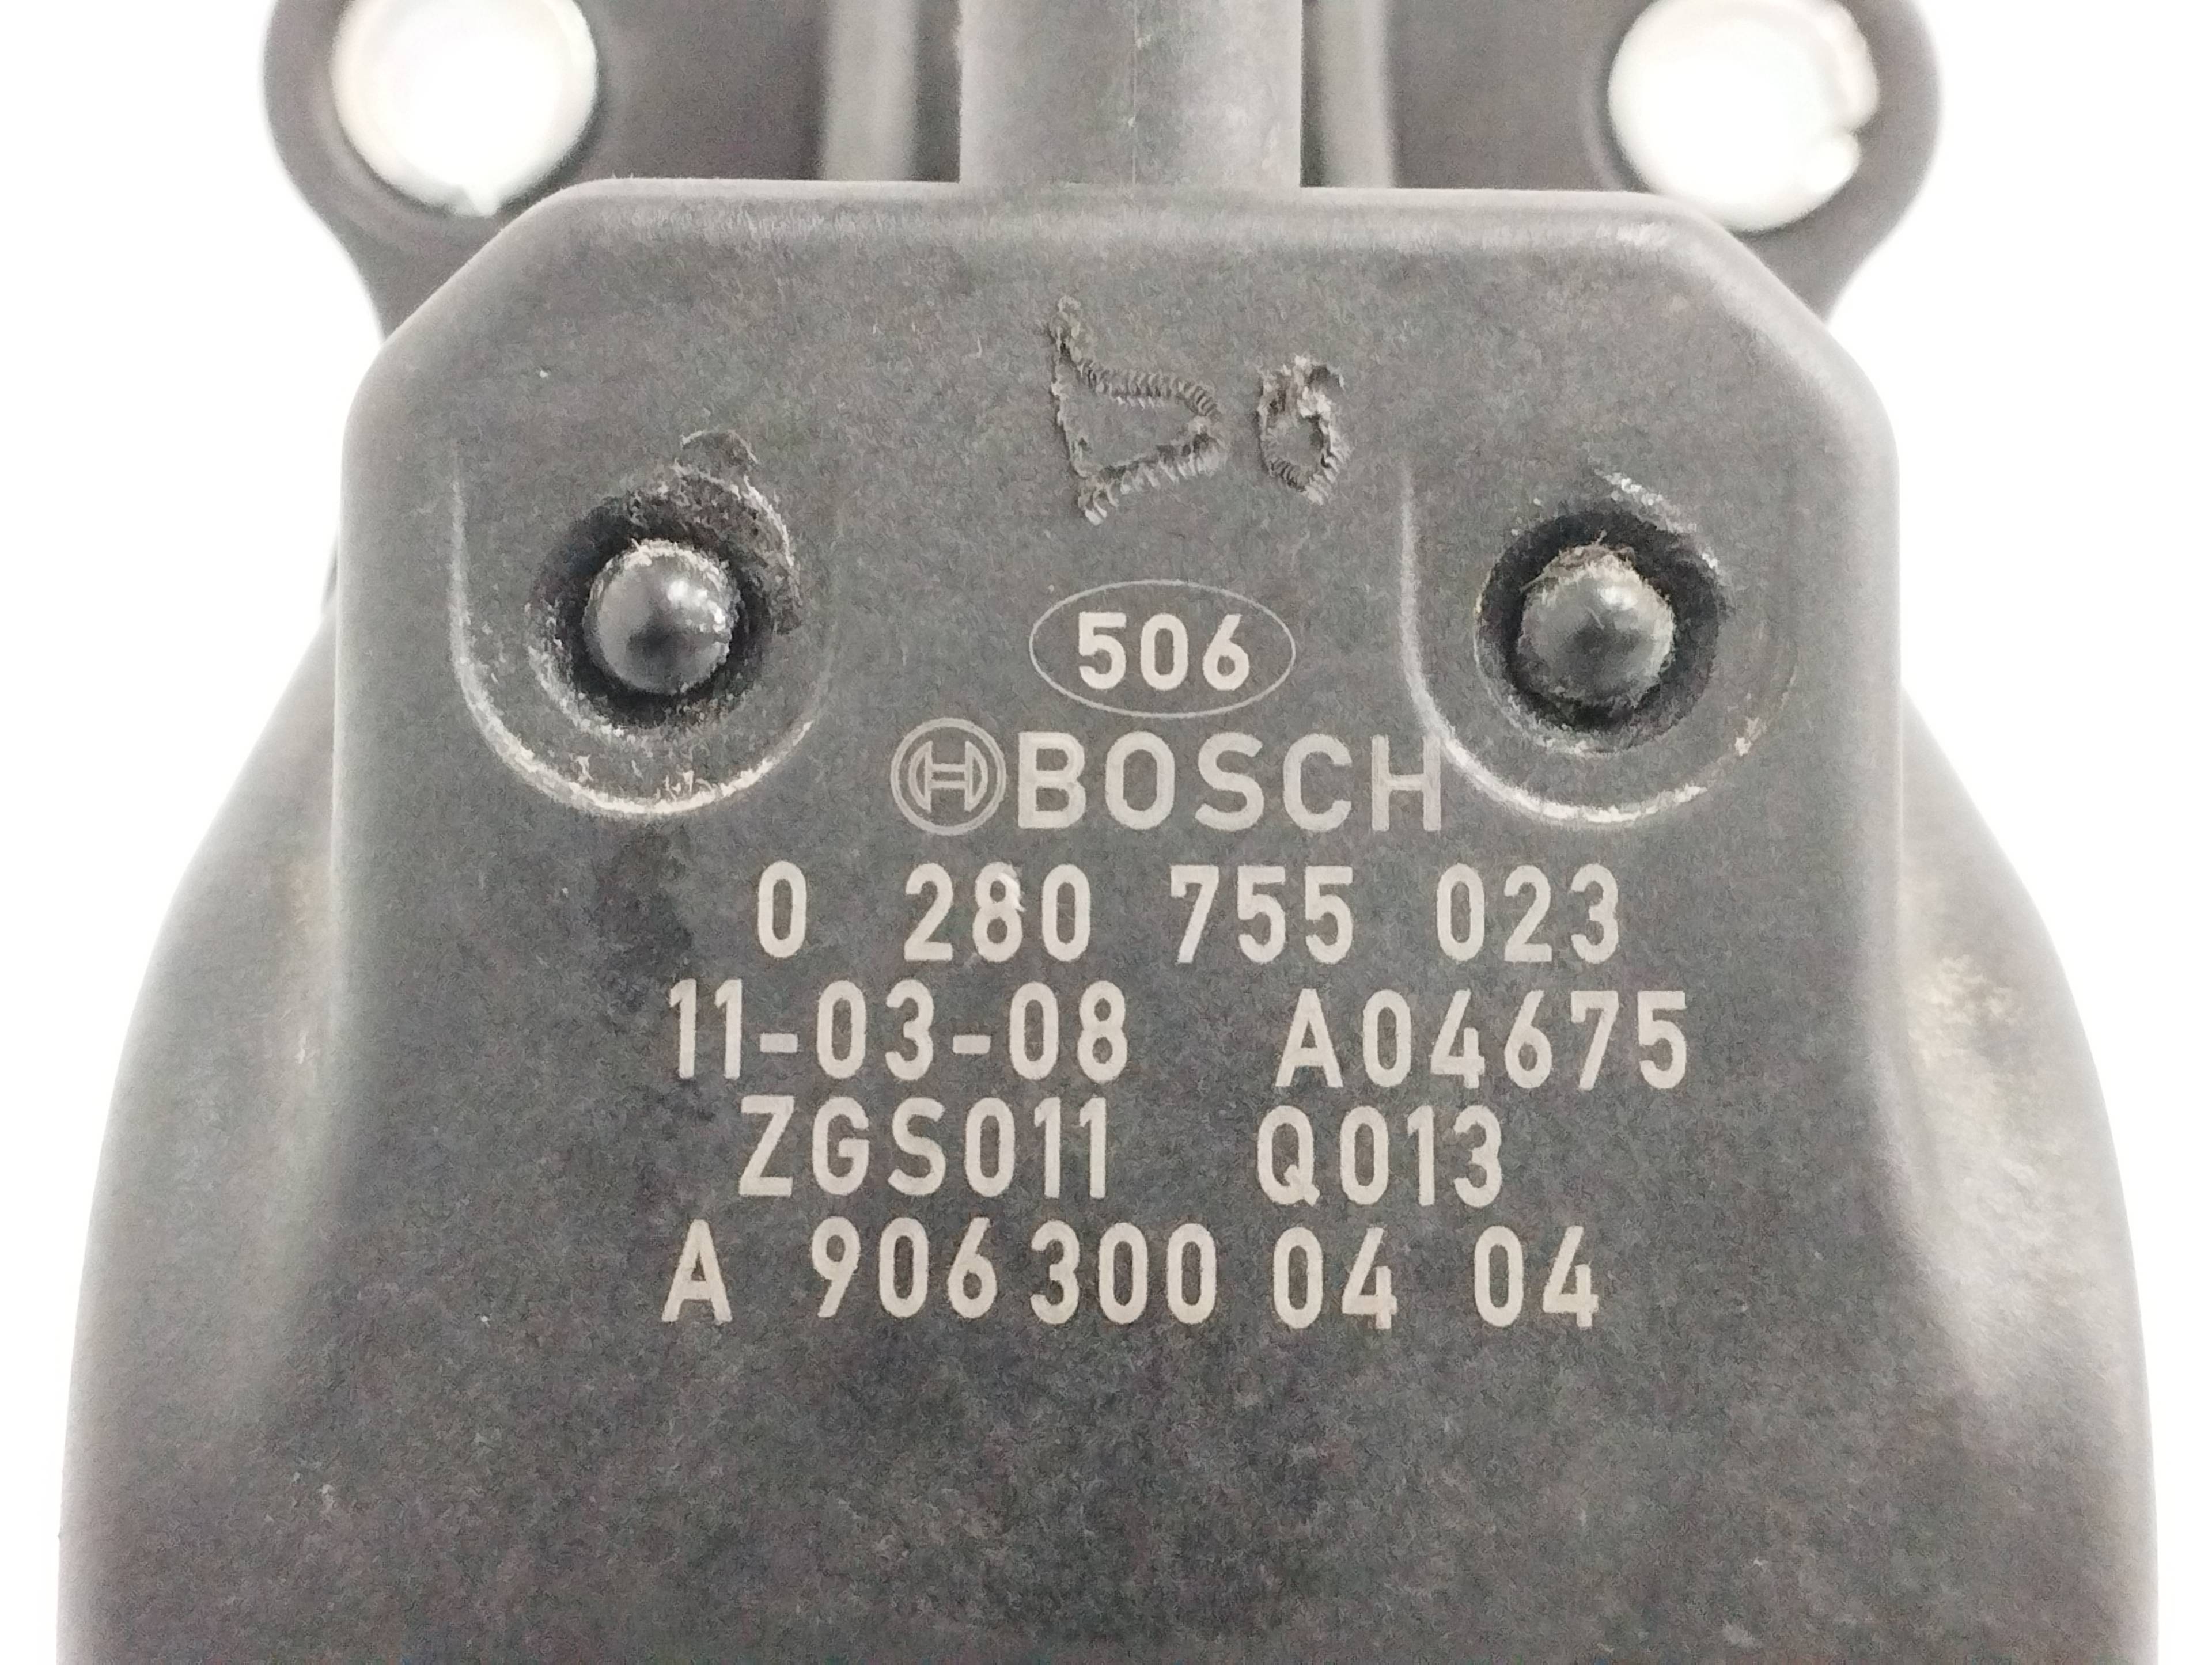 506
BOSCH
0 280 755 023
11-03-08 A04675
ZGS011 Q013
A 906 300 04 04